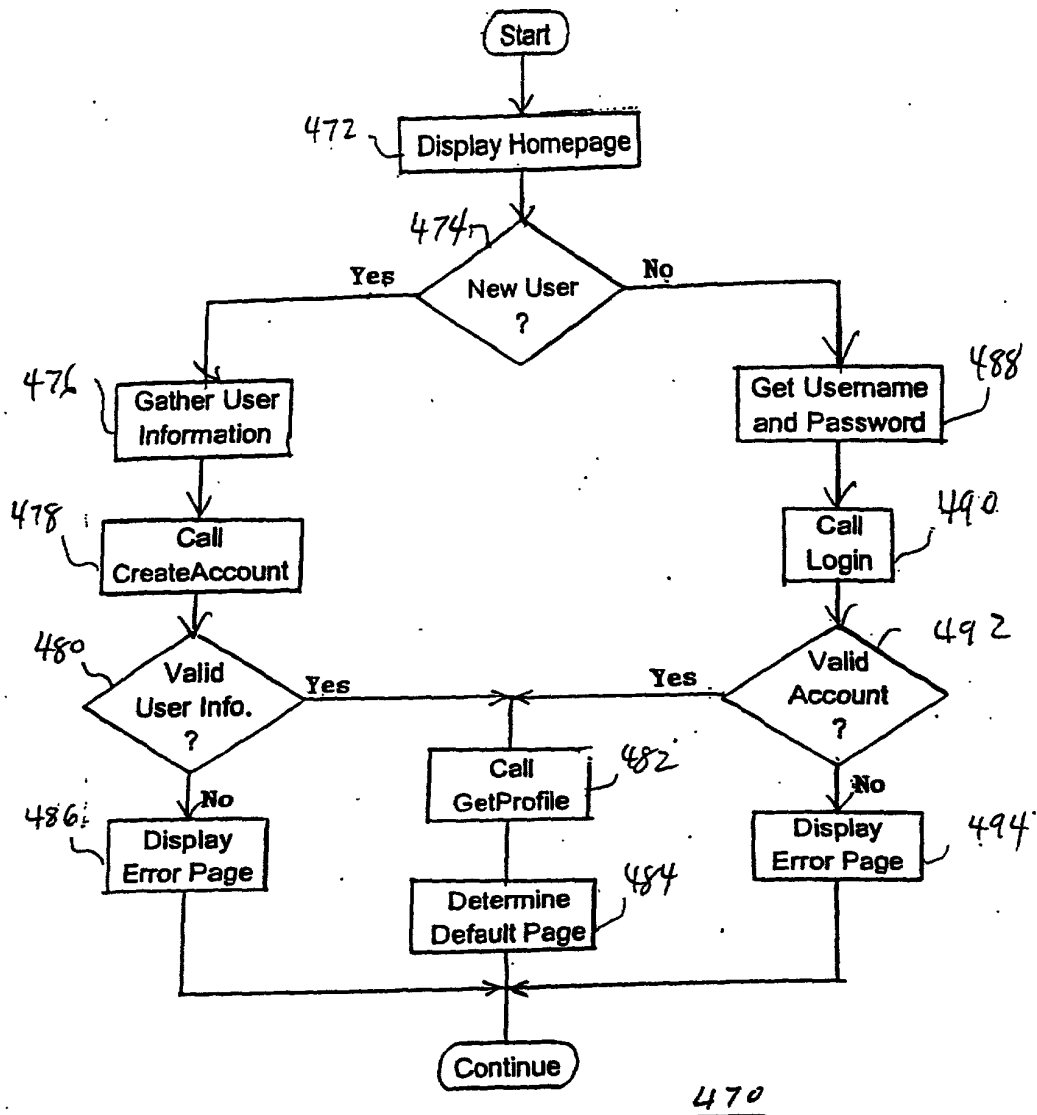 Start
472
Display Homepage
474
New User
?
Yes
No
476
Gather User
Information
488
Get Username
and Password
478
Call
CreateAccount
490
Call
Login
480
Valid
User Info.
?
Yes
492
Valid
Account
?
Yes
482
Call
GetProfile
No
No
486
Display
Error Page
494
Display
Error Page
484
Determine
Default Page
Continue
470